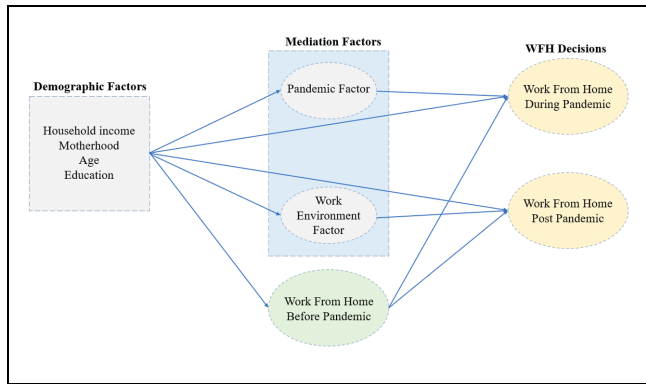 Demographic Factors
Household income
Motherhood
Age
Education
Mediation Factors
Pandemic Factor
Work
Environment
Factor
Work From Home
Before Pandemic
WFH Decisions
Work From Home
During Pandemic
Work From Home
Post Pandemic